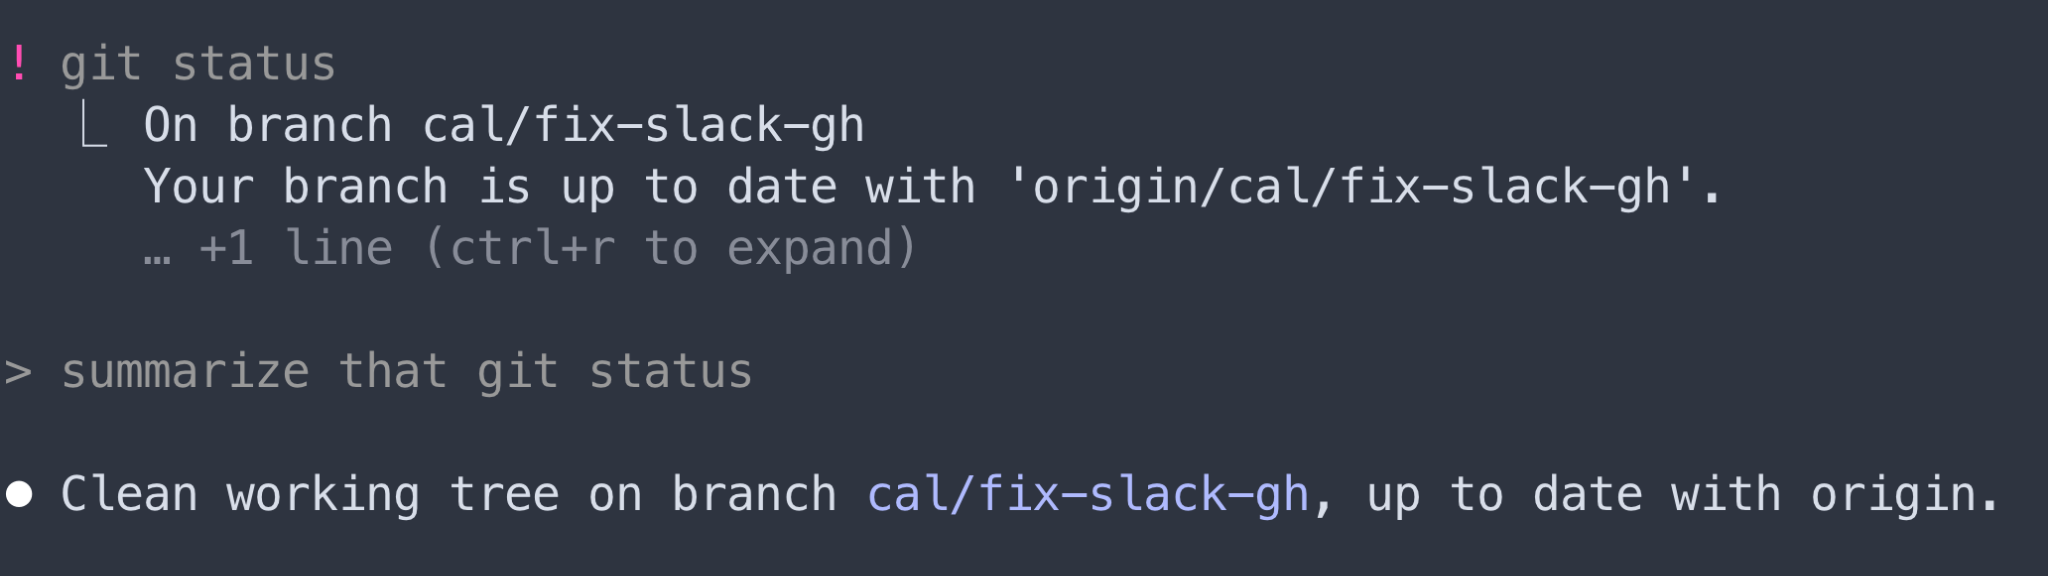 ! git status
⎿ On branch cal/fix-slack-gh
Your branch is up to date with 'origin/cal/fix-slack-gh'.
… +1 line (ctrl+r to expand)
> summarize that git status
● Clean working tree on branch cal/fix-slack-gh, up to date with origin.